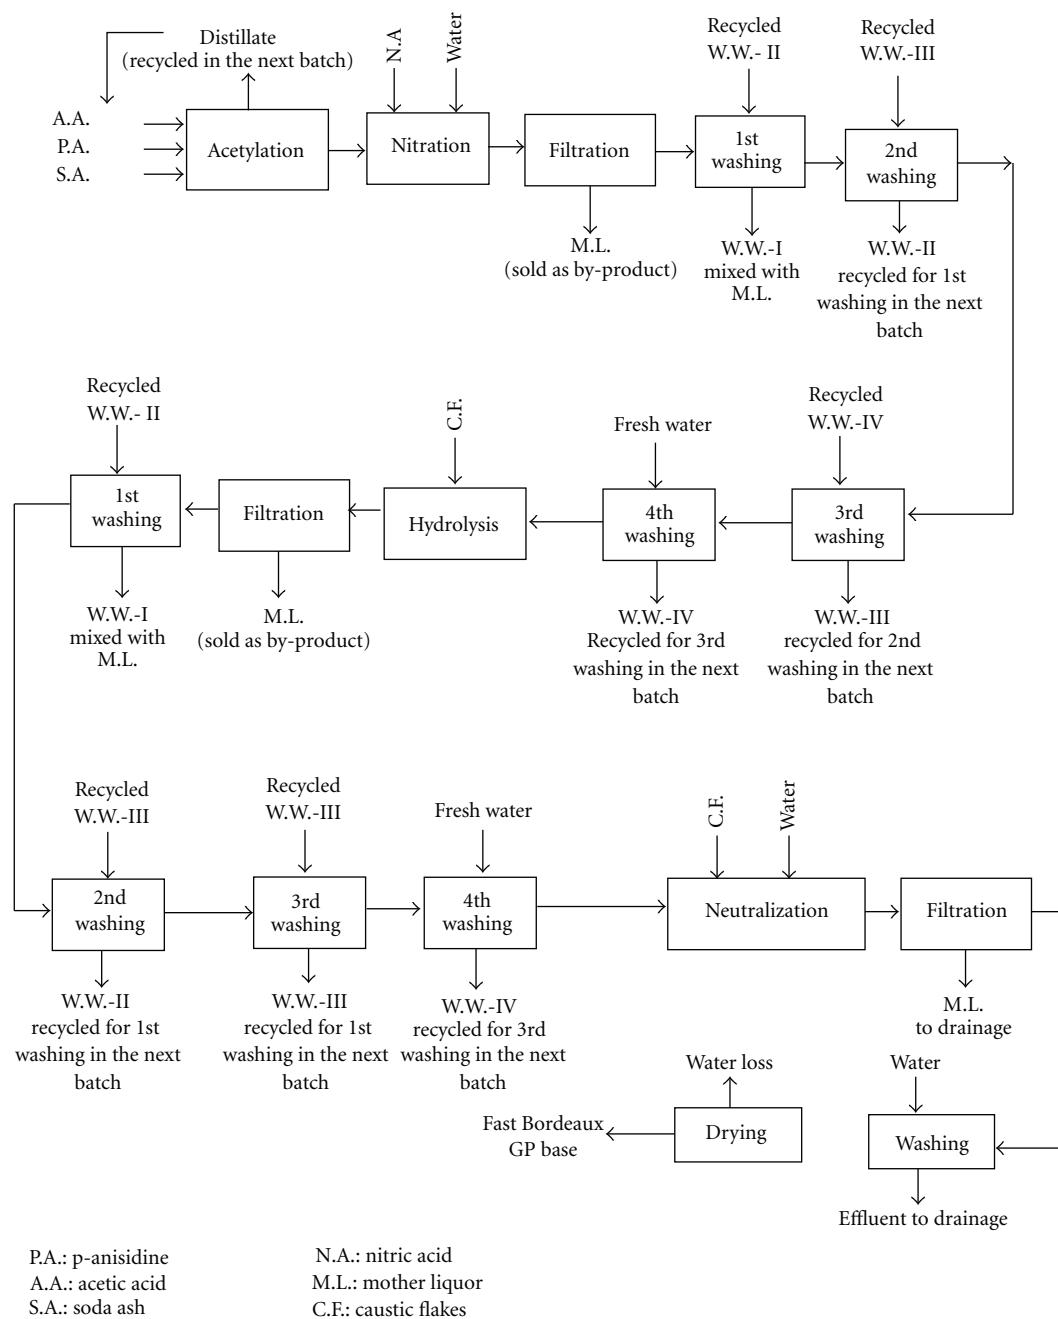 Distillate
(recycled in the next batch)
N.A
Water
Recycled
W.W.- II
Recycled
W.W.-III
A.A.
P.A.
S.A.
Acetylation
Nitration
Filtration
1st
washing
2nd
washing
M.L.
(sold as by-product)
W.W.-I
mixed with
M.L.
W.W.-II
recycled for 1st
washing in the next
batch
Recycled
W.W.- II
C.F.
Fresh water
Recycled
W.W.-IV
1st
washing
Filtration
Hydrolysis
4th
washing
3rd
washing
W.W.-I
mixed with
M.L.
M.L.
(sold as by-product)
W.W.-IV
Recycled for 3rd
washing in the next
batch
W.W.-III
recycled for 2nd
washing in the next
batch
Recycled
W.W.-III
Recycled
W.W.-III
Fresh water
C.F.
Water
2nd
washing
3rd
washing
4th
washing
Neutralization
Filtration
W.W.-II
recycled for 1st
washing in the next
batch
W.W.-III
recycled for 1st
washing in the next
batch
W.W.-IV
recycled for 3rd
washing in the next
batch
M.L.
to drainage
Water loss
Water
Fast Bordeaux
GP base
Drying
Washing
Effluent to drainage
P.A.: p-anisidine
A.A.: acetic acid
S.A.: soda ash
N.A.: nitric acid
M.L.: mother liquor
C.F.: caustic flakes